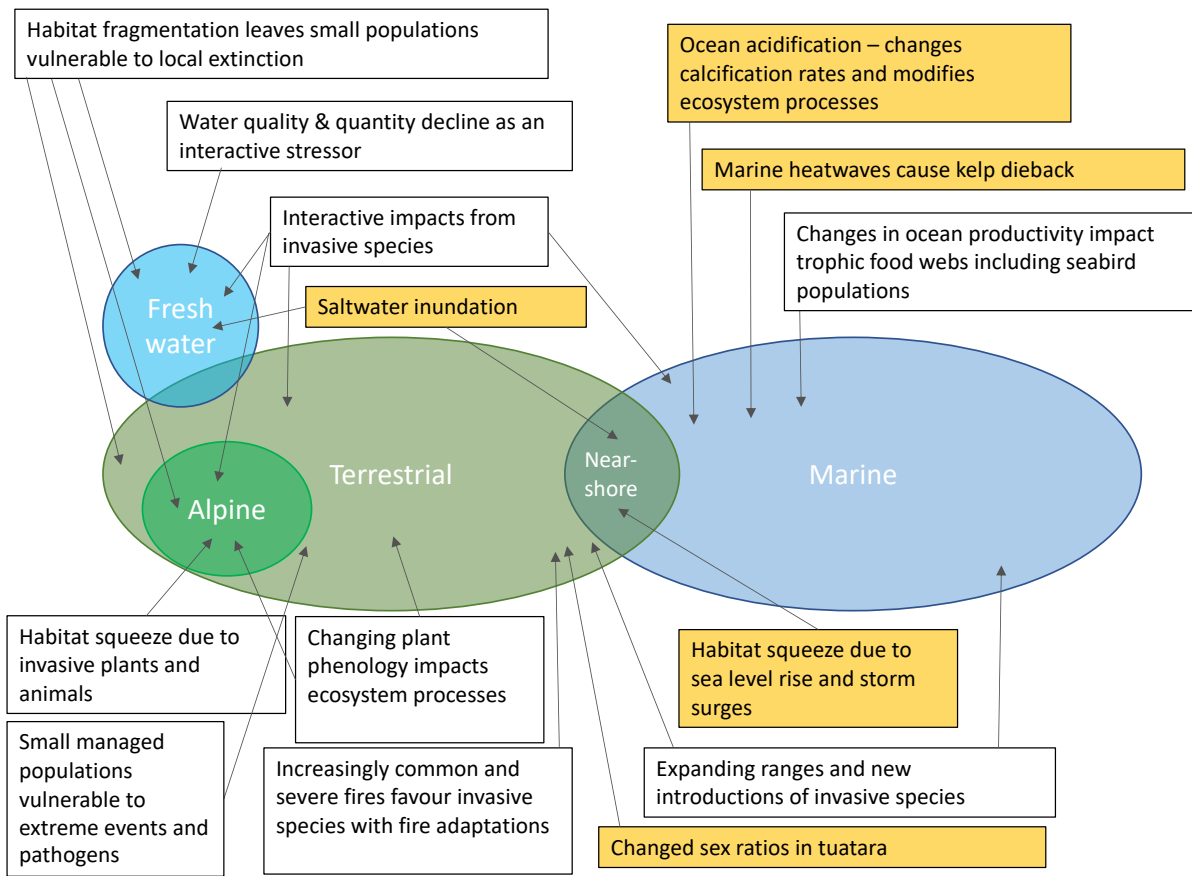 Habitat fragmentation leaves small populations
vulnerable to local extinction
Ocean acidification – changes
calcification rates and modifies
ecosystem processes
Water quality & quantity decline as an
interactive stressor
Marine heatwaves cause kelp dieback
Interactive impacts from
invasive species
Changes in ocean productivity impact
trophic food webs including seabird
populations
Fresh
water
Saltwater inundation
Terrestrial
Near-
shore
Marine
Alpine
Habitat squeeze due to
invasive plants and
animals
Changing plant
phenology impacts
ecosystem processes
Habitat squeeze due to
sea level rise and storm
surges
Small managed
populations
vulnerable to
extreme events and
pathogens
Increasingly common and
severe fires favour invasive
species with fire adaptations
Expanding ranges and new
introductions of invasive species
Changed sex ratios in tuatara